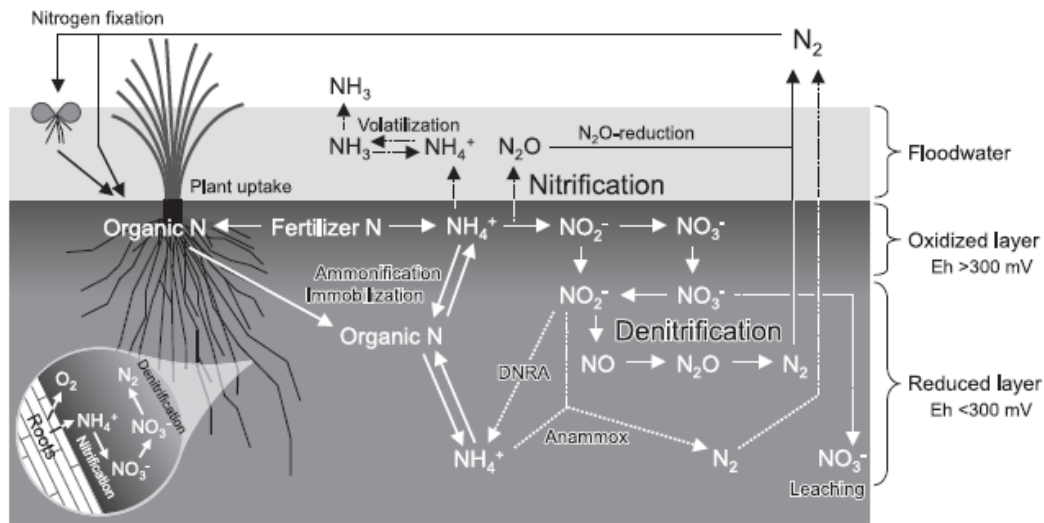 Nitrogen fixation
N₂
NH₃
Volatilization
NH₃
NH₄⁺
N₂O
N₂O-reduction
Floodwater
Plant uptake
Nitrification
Organic N
Fertilizer N
NH₄⁺
NO₂⁻
NO₃⁻
Oxidized layer
Eh >300 mV
Ammonification
Immobilization
NO₂⁻
NO₃⁻
Organic N
Denitrification
NO
N₂O
N₂
DNRA
Reduced layer
Eh <300 mV
Anammox
NH₄⁺
N₂
NO₃⁻
Leaching
O₂
N₂
Denitrification
NH₄⁺
NO₃⁻
Roots
Nitrification
NO₃⁻